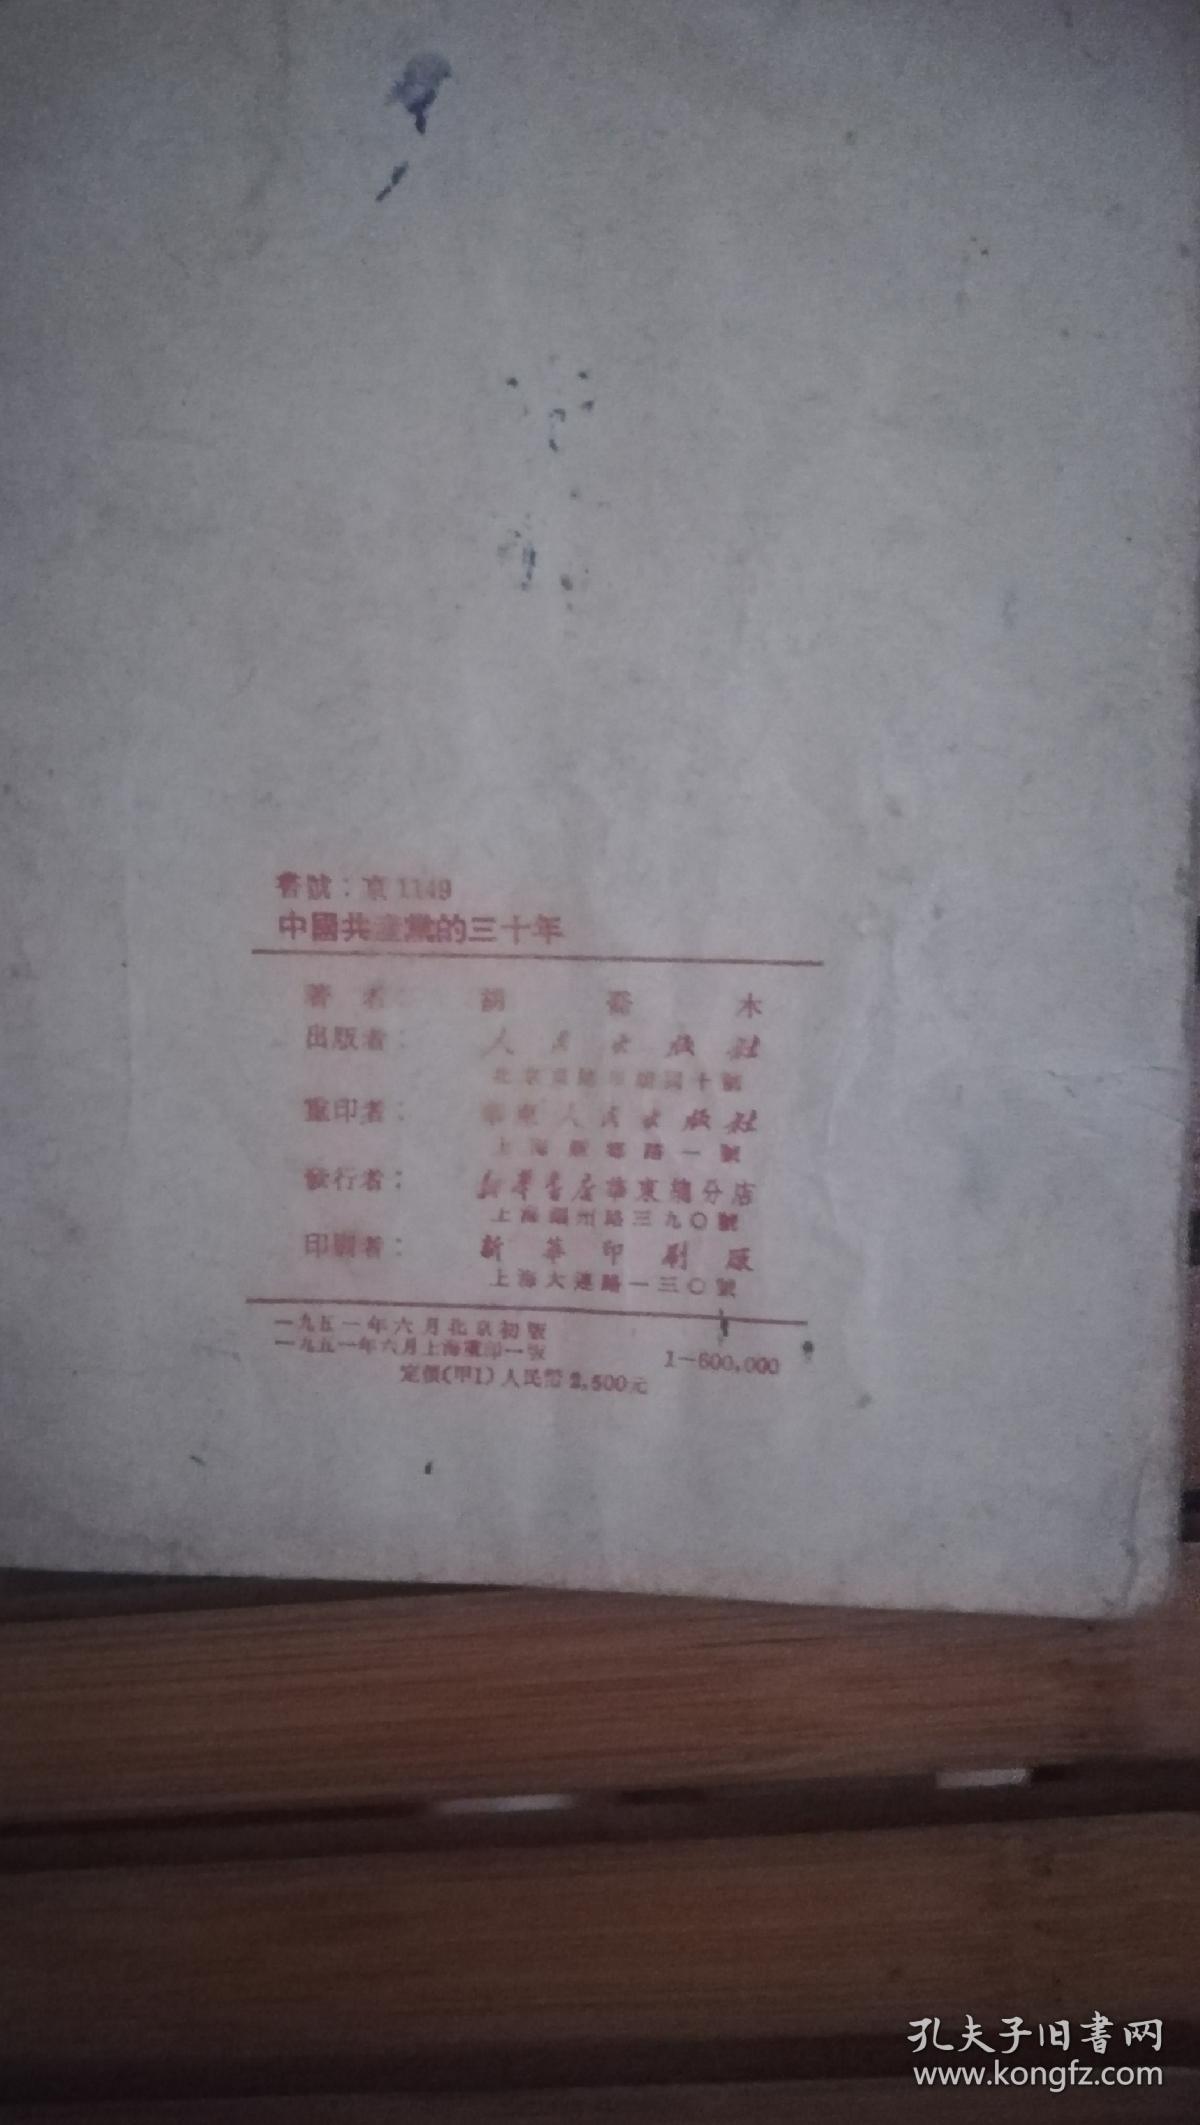 書號：京1149
中國共產黨的三十年
著者：胡喬木
出版者：人民出版社
北京東總布胡同十號
重印者：華東人民出版社
上海紹興路一號
發行者：新華書店華東總分店
上海福州路三九〇號
印刷者：新華印刷廠
上海大連路一三〇號
一九五一年六月北京初版
一九五一年六月上海重印一版
1—600,000
定價(甲1)人民幣2,500元
孔夫子旧書网
www.kongfz.com